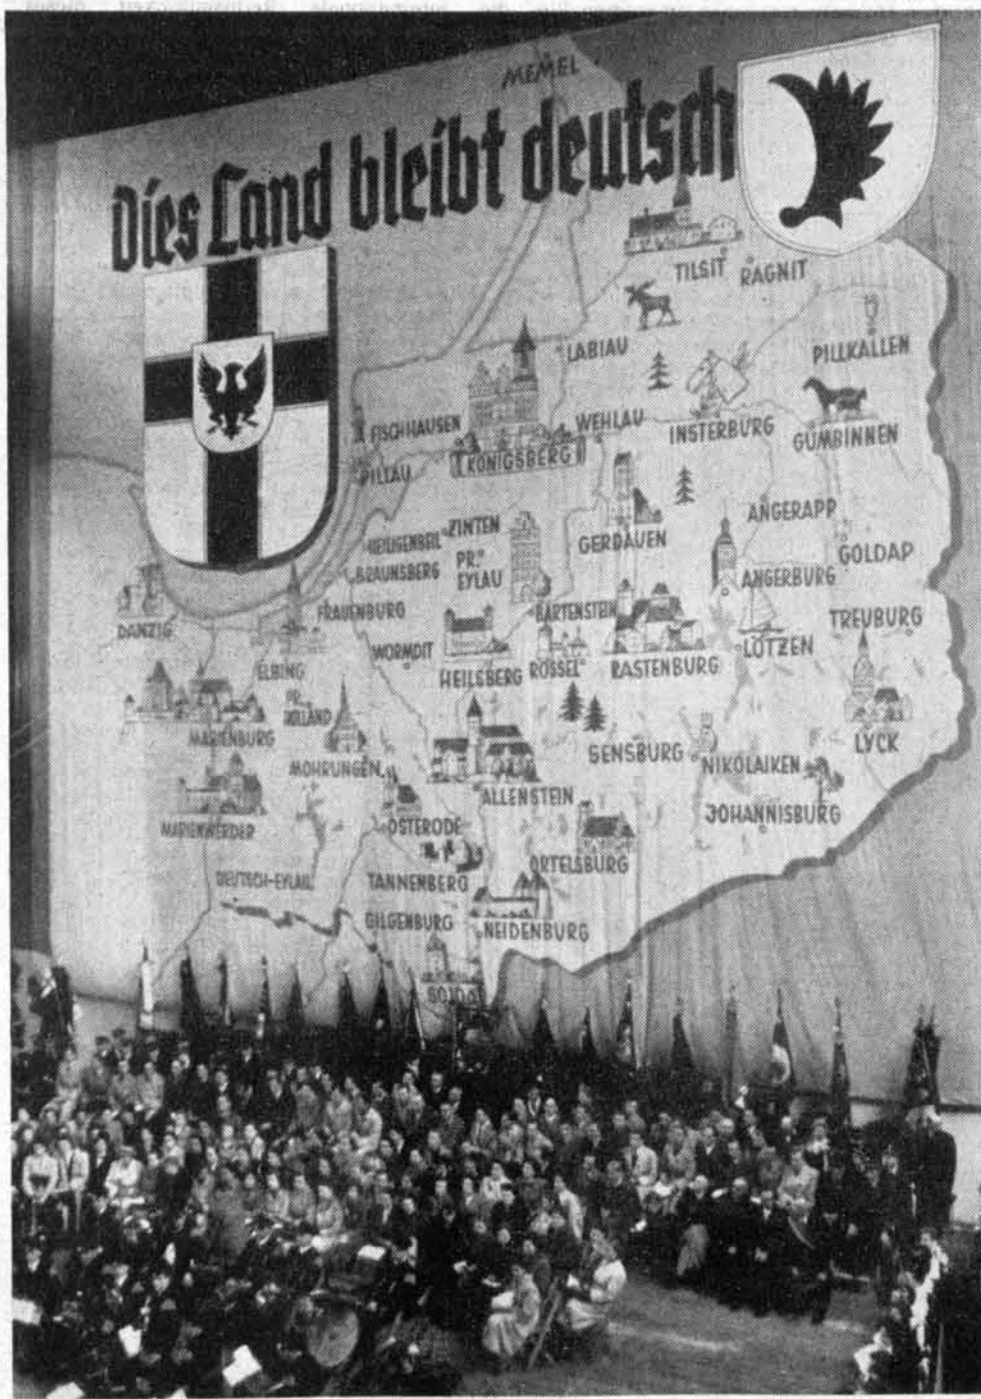 MEMEL
Dies Land bleibt deutsch
TILSIT
RAGNIT
LABIAU
PILLKALLEN
FISCHHAUSEN
KÖNIGSBERG
WEHLAU
INSTERBURG
GUMBINNEN
PILLAU
ZINTEN
HEILIGENBEIL
PR.
EYLAU
GERDAUEN
ANGERAPP
GOLDAP
BRAUNSBERG
ANGERBURG
DANZIG
FRAUENBURG
BARTENSTEIN
TREUBURG
WORMDIT
ELBING
HEILSBERG
RÖSSEL
RASTENBURG
LÖTZEN
PR.
HOLLAND
MARIENBURG
LYCK
MOHRUNGEN
SENSBURG
NIKOLAIKEN
ALLENSTEIN
JOHANNISBURG
MARIENWERDER
OSTERODE
ORTELSBURG
DEUTSCH-EYLAU
TANNENBERG
GILGENBURG
NEIDENBURG